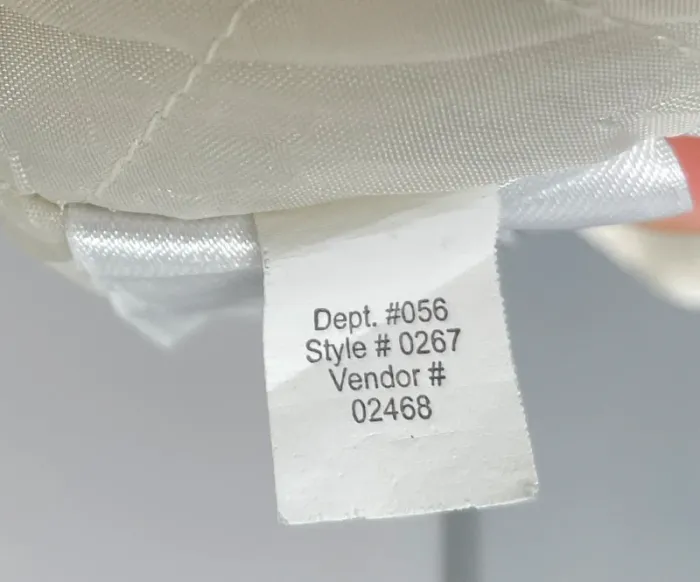 Dept. #056
Style # 0267
Vendor #
02468